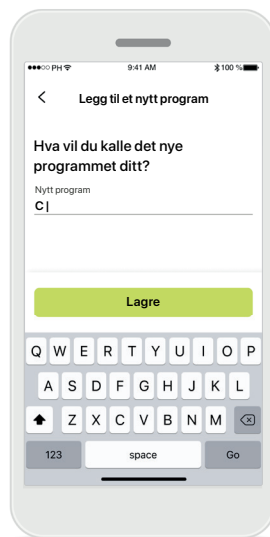 PH 9:41 AM 100 %
Legg til et nytt program
Hva vil du kalle det nye
programmet ditt?
Nytt program
C|
Lagre
Q W E R T Y U I O P
A S D F G H J K L
Z X C V B N M
123 space Go